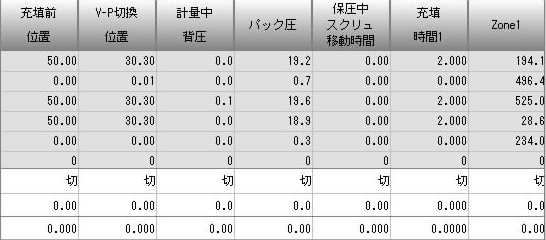 充填前 V-P切換 計量中 パック圧 保圧中 充填 Zone1
位置 位置 背圧 スクリュ 時間1
移動時間
50.00 30.30 0.0 19.2 0.00 2.000 194.1
0.00 0.01 0.0 0.7 0.00 0.000 496.4
50.00 30.30 0.1 19.6 0.00 2.000 525.0
50.00 30.30 0.0 18.9 0.00 2.000 28.6
0.00 0.00 0.0 0.3 0.00 0.000 234.0
0 0 0 0 0 0 0
切 切 切 切 切 切 切
0.00 0.00 0.0 0.0 0.00 0.00 0.0
0.000 0.000 0.00 0.00 0.000 0.0000 0.00